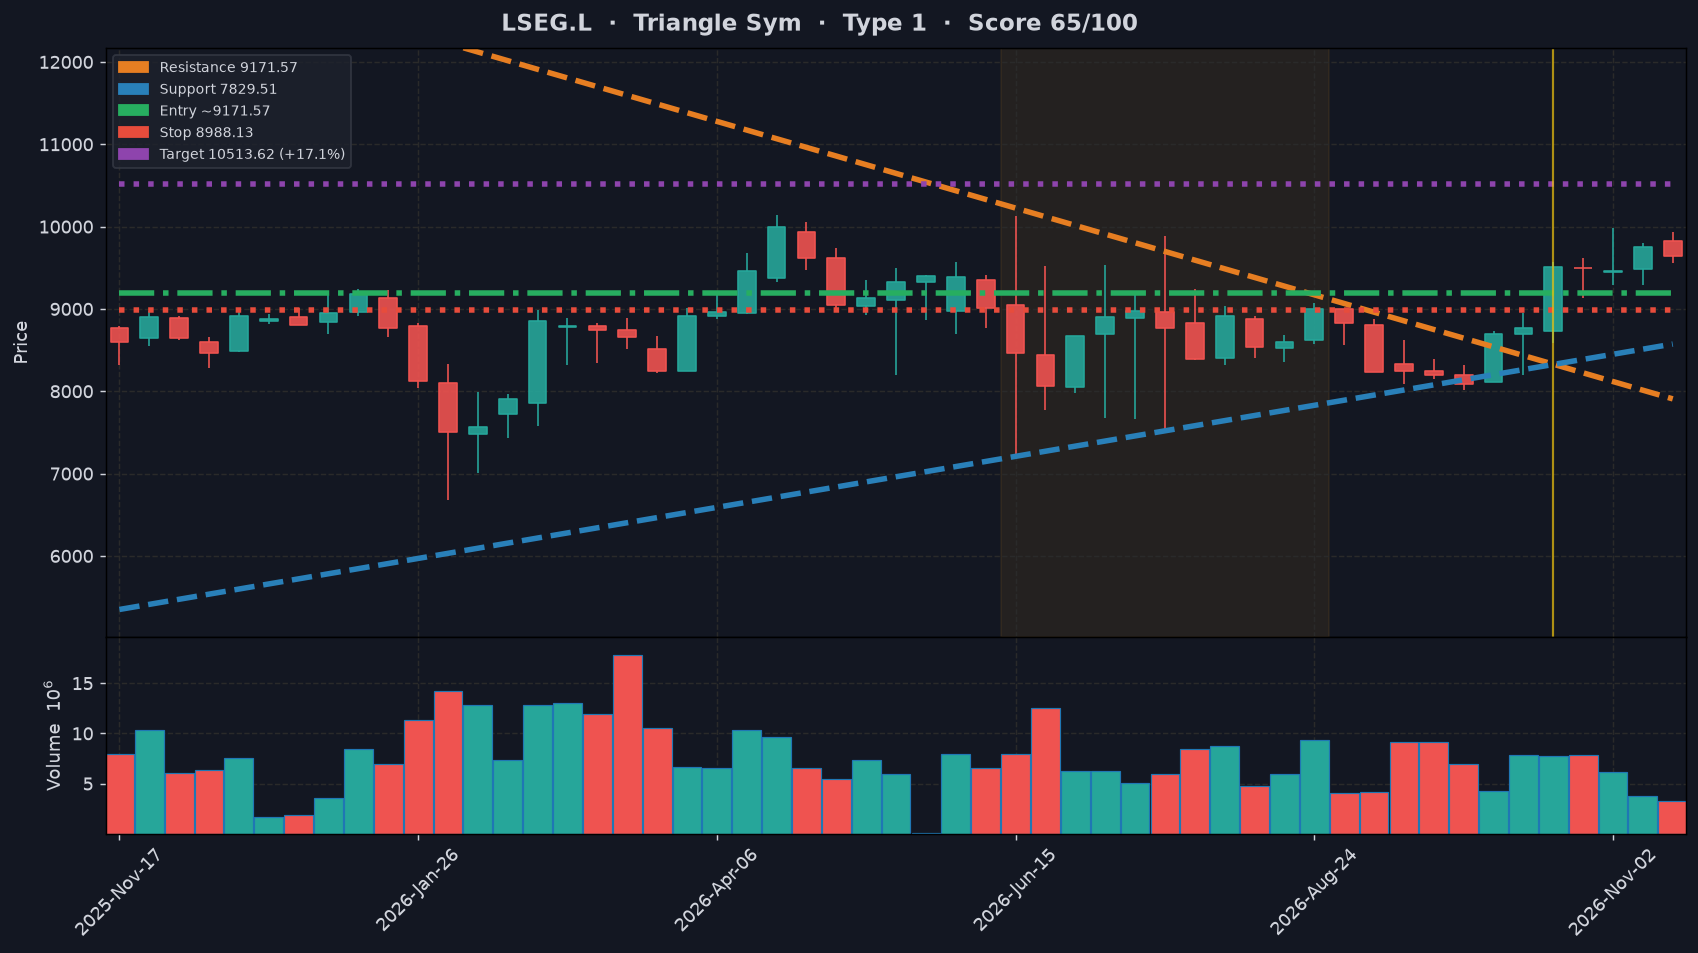 LSEG.L · Triangle Sym · Type 1 · Score 65/100
Resistance 9171.57
Support 7829.51
Entry ~9171.57
Stop 8988.13
Target 10513.62 (+17.1%)
12000
11000
10000
9000
8000
7000
6000
Price
15
10
5
Volume 10⁶
2025-Nov-17
2026-Jan-26
2026-Apr-06
2026-Jun-15
2026-Aug-24
2026-Nov-02